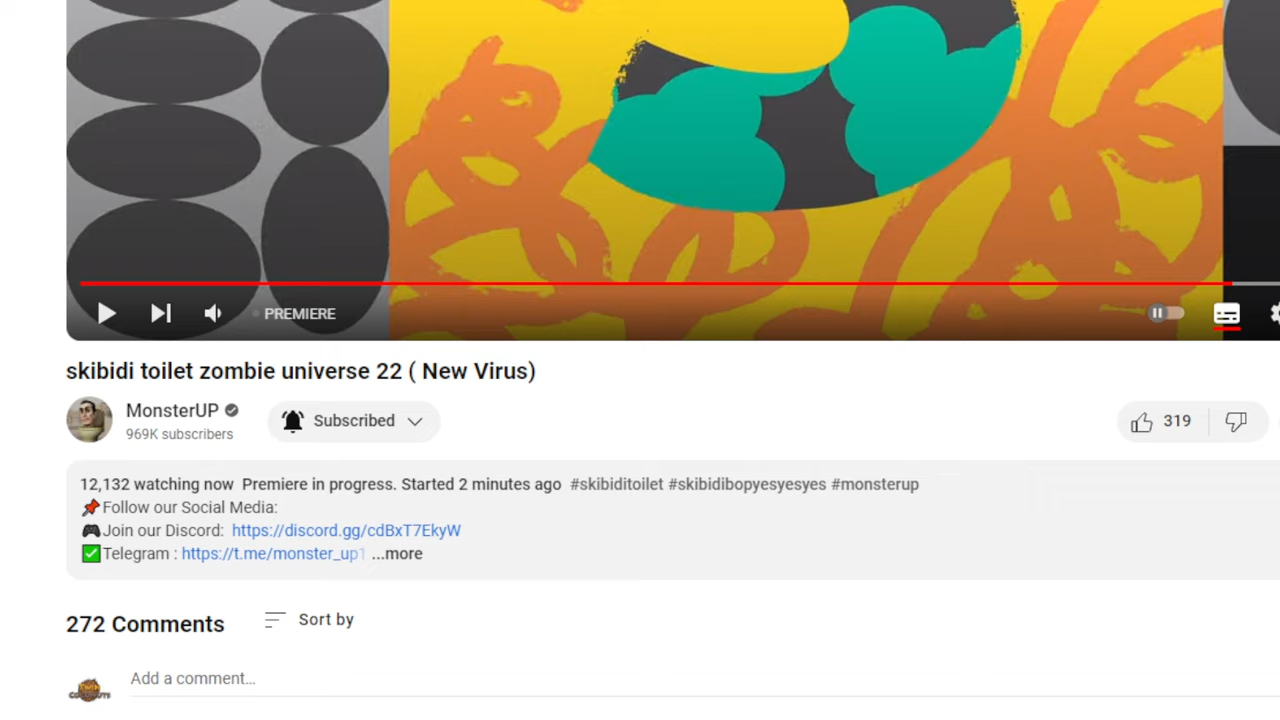 PREMIERE
skibidi toilet zombie universe 22 ( New Virus)
MonsterUP
969K subscribers
Subscribed
319
12,132 watching now Premiere in progress. Started 2 minutes ago #skibiditoilet #skibidibopyesyesyes #monsterup
Follow our Social Media:
Join our Discord: https://discord.gg/cdBxT7EkyW
Telegram : https://t.me/monster_up1 ...more
272 Comments
Sort by
Add a comment...